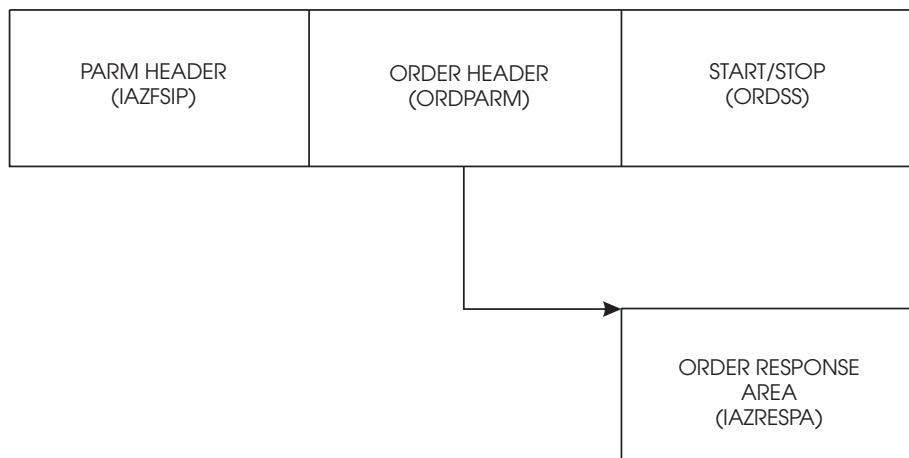 PARM HEADER
(IAZFSIP)
ORDER HEADER
(ORDPARM)
START/STOP
(ORDSS)
ORDER RESPONSE
AREA
(IAZRESPA)